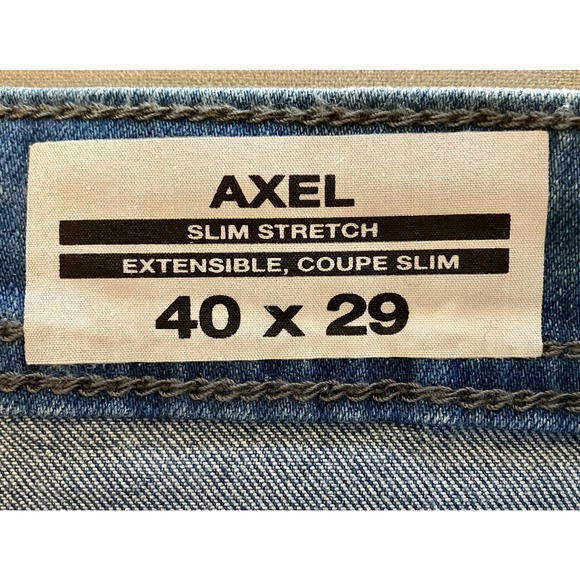 AXEL
SLIM STRETCH
EXTENSIBLE, COUPE SLIM
40 x 29